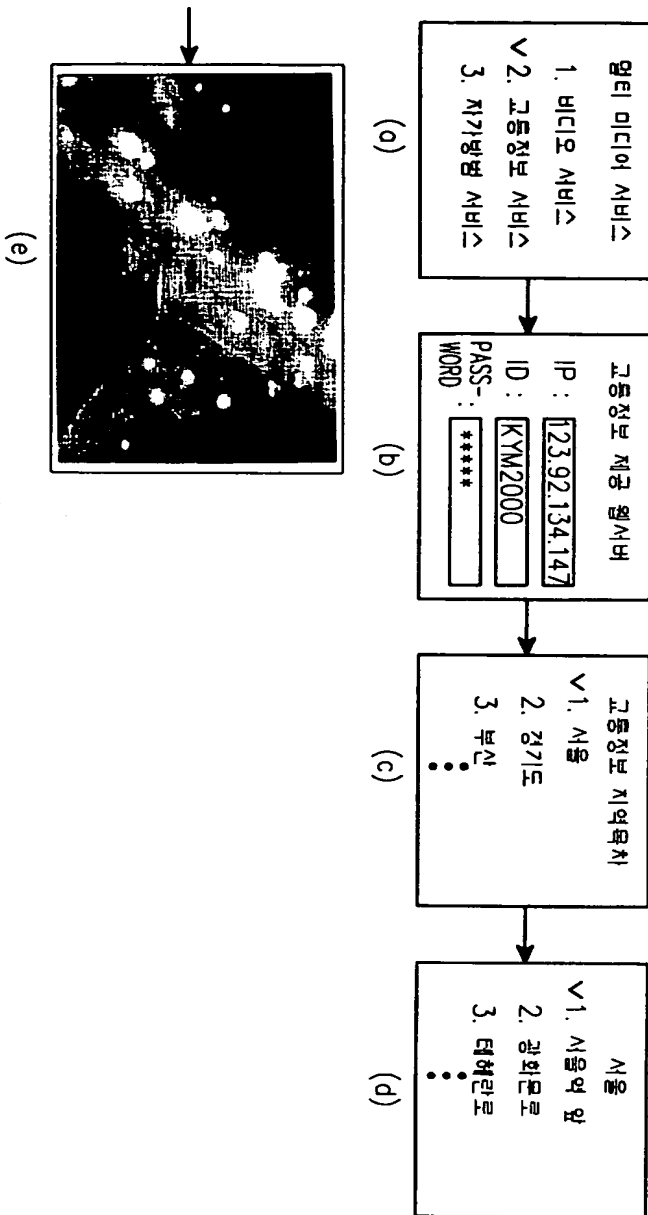 멀티 미디어 서비스
1. 비디오 서비스
∨2. 교통정보 서비스
3. 자가방범 서비스
(a)
교통정보 제공 웹서버
IP : 123.92.134.147
ID : KYM2000
PASS- :
WORD
*****
(b)
교통정보 지역목차
∨1. 서울
2. 경기도
3. 부산
(c)
서울
∨1. 서울역 앞
2. 광화문로
3. 테헤란로
(d)
(e)